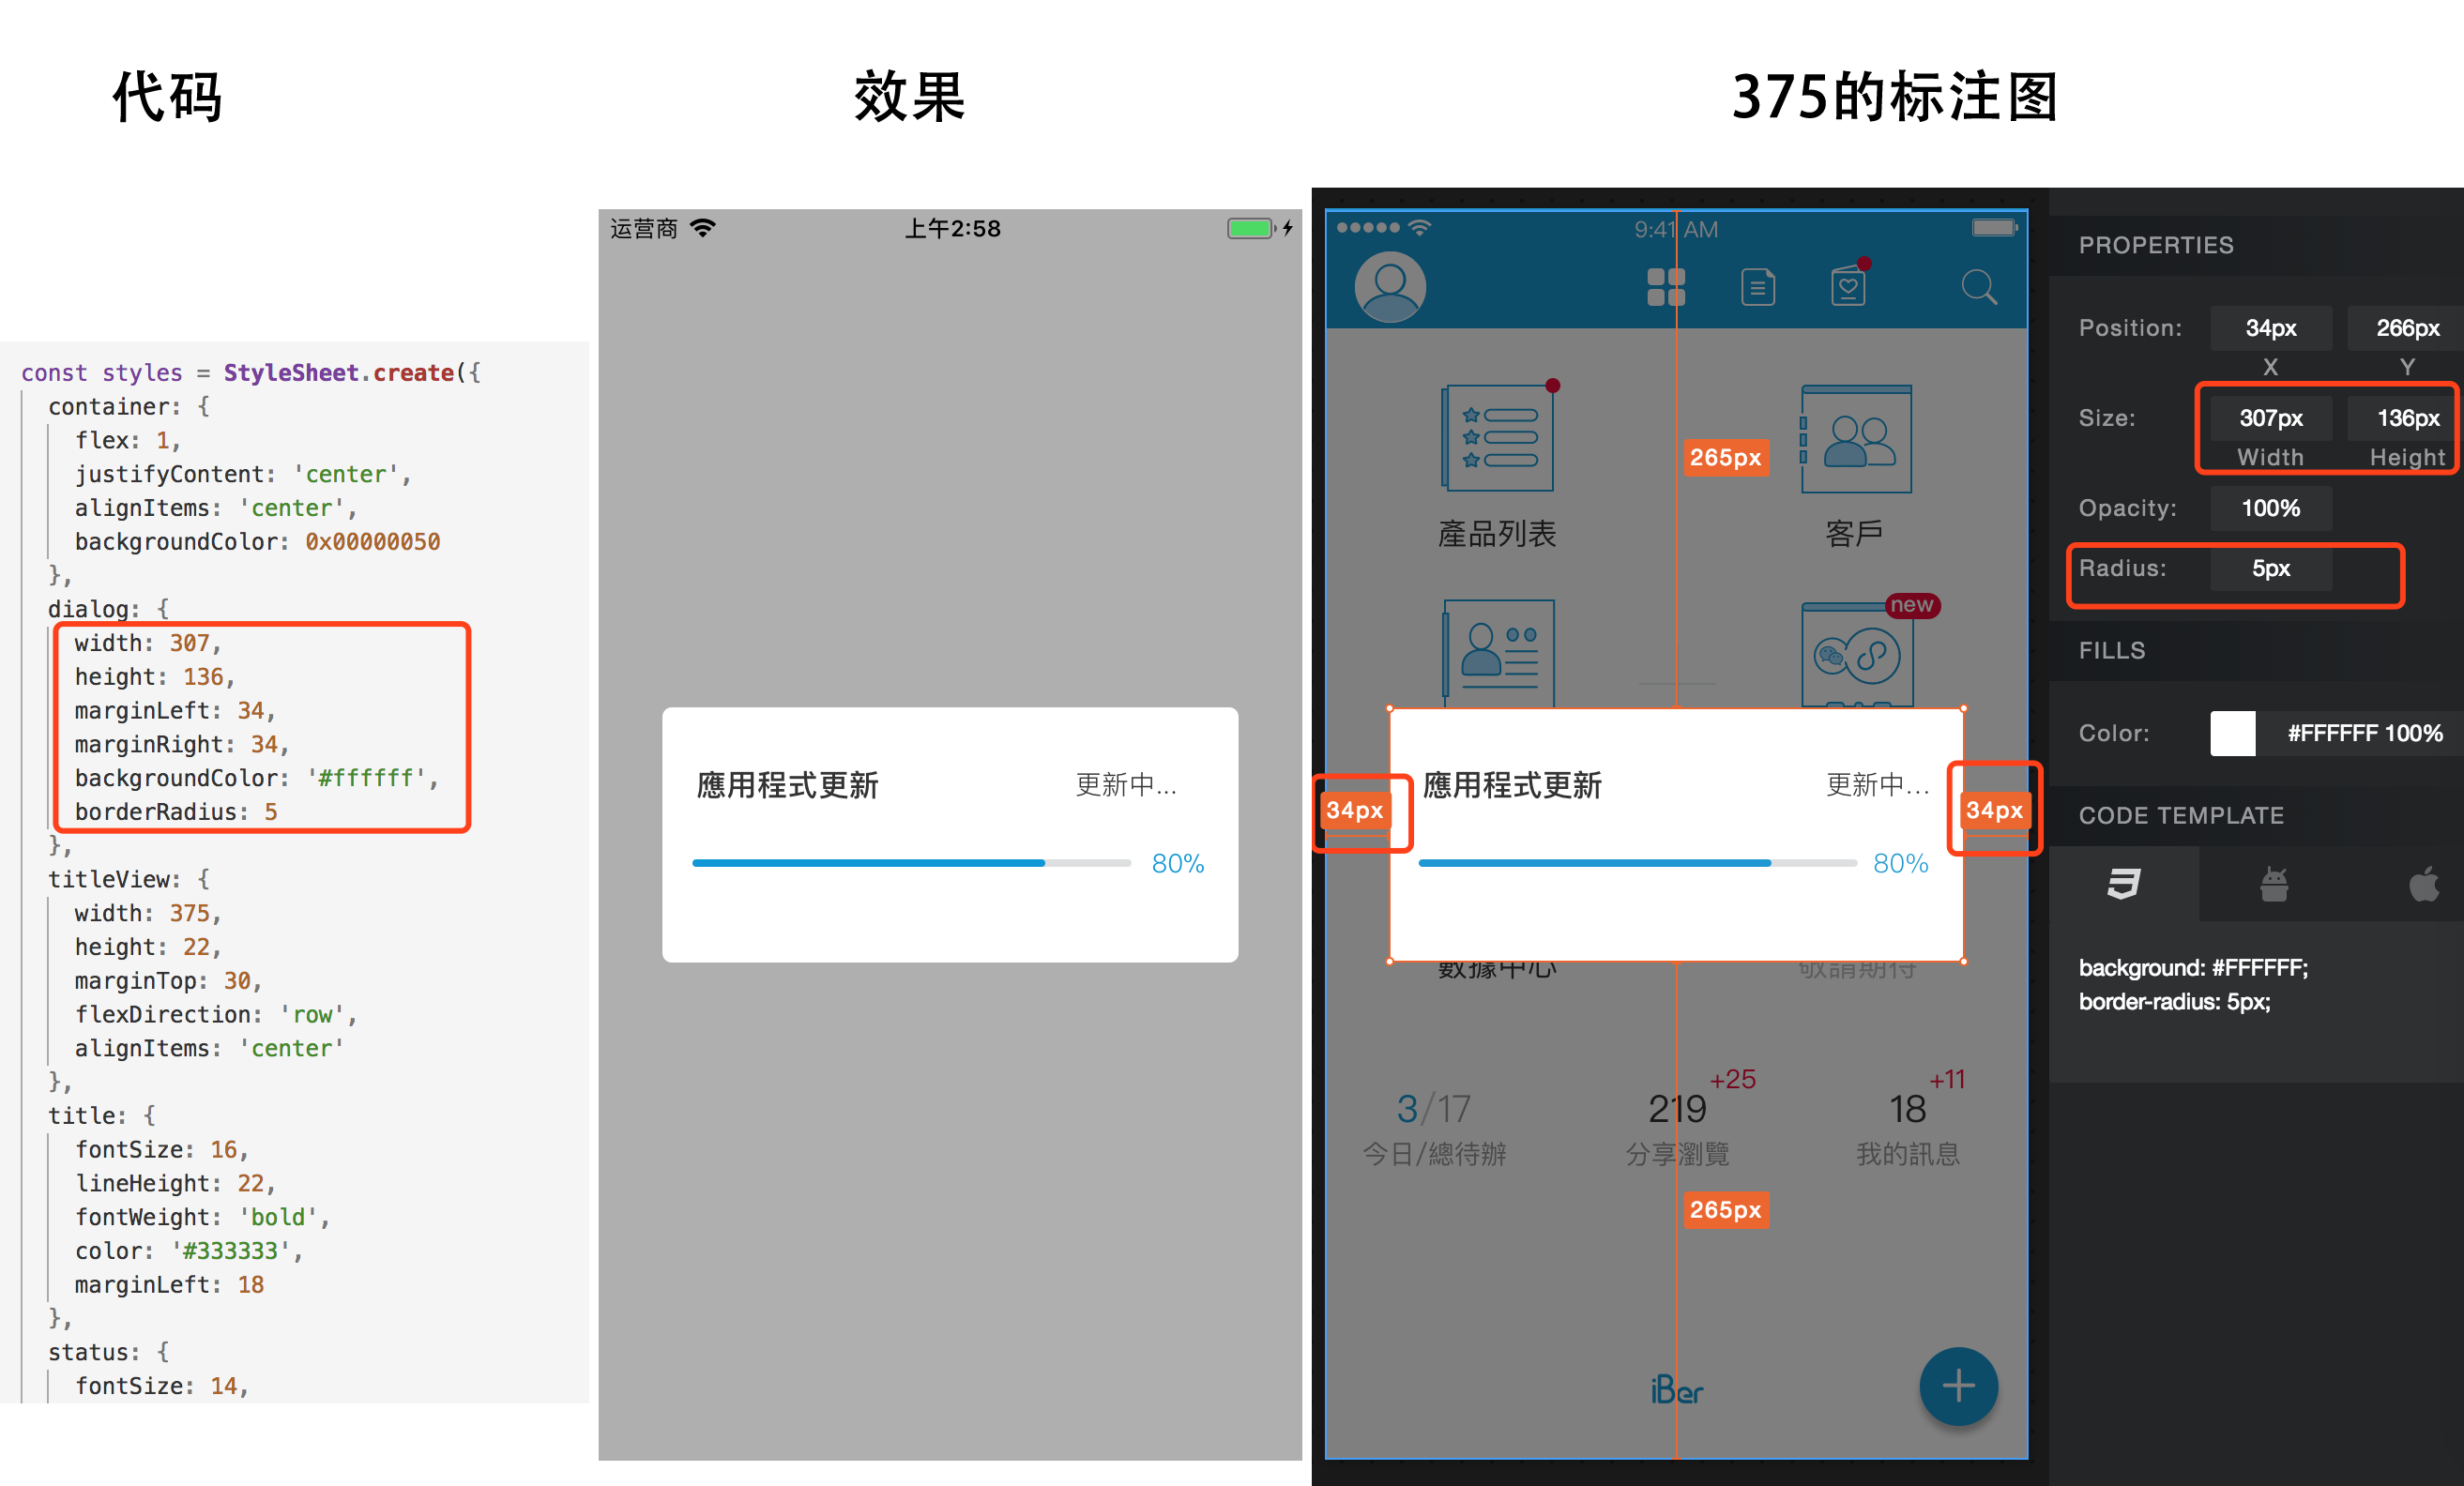 代码
效果
375的标注图
const styles = StyleSheet.create({
container: {
flex: 1,
justifyContent: 'center',
alignItems: 'center',
backgroundColor: 0x00000050
},
dialog: {
width: 307,
height: 136,
marginLeft: 34,
marginRight: 34,
backgroundColor: '#ffffff',
borderRadius: 5
},
titleView: {
width: 375,
height: 22,
marginTop: 30,
flexDirection: 'row',
alignItems: 'center'
},
title: {
fontSize: 16,
lineHeight: 22,
fontWeight: 'bold',
color: '#333333',
marginLeft: 18
},
status: {
fontSize: 14,
运营商
上午2:58
應用程式更新 更新中...
80%
9:41 AM
265px
產品列表
客戶
new
應用程式更新 更新中...
34px
34px
80%
數據中心
敬請期待
3/17
219
+25
18
+11
今日/總待辦
分享瀏覽
我的訊息
265px
iBer
PROPERTIES
Position: 34px 266px
X Y
Size: 307px 136px
Width Height
Opacity: 100%
Radius: 5px
FILLS
Color: #FFFFFF 100%
CODE TEMPLATE
background: #FFFFFF;
border-radius: 5px;